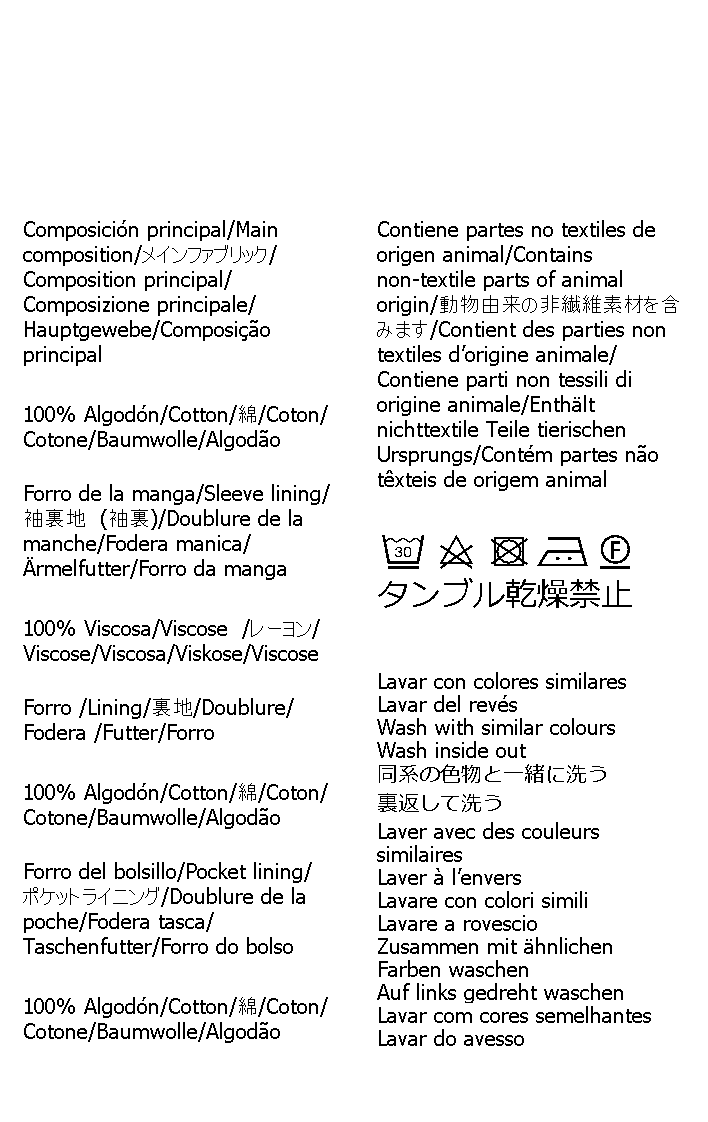 Composición principal/Main
composition/メインファブリック/
Composition principal/
Composizione principale/
Hauptgewebe/Composição
principal
100% Algodón/Cotton/綿/Coton/
Cotone/Baumwolle/Algodão
Forro de la manga/Sleeve lining/
袖裏地 (袖裏)/Doublure de la
manche/Fodera manica/
Ärmelfutter/Forro da manga
100% Viscosa/Viscose /レーヨン/
Viscose/Viscosa/Viskose/Viscose
Forro /Lining/裏地/Doublure/
Fodera /Futter/Forro
100% Algodón/Cotton/綿/Coton/
Cotone/Baumwolle/Algodão
Forro del bolsillo/Pocket lining/
ポケットライニング/Doublure de la
poche/Fodera tasca/
Taschenfutter/Forro do bolso
100% Algodón/Cotton/綿/Coton/
Cotone/Baumwolle/Algodão
Contiene partes no textiles de
origen animal/Contains
non-textile parts of animal
origin/動物由来の非繊維素材を含
みます/Contient des parties non
textiles d’origine animale/
Contiene parti non tessili di
origine animale/Enthält
nichttextile Teile tierischen
Ursprungs/Contém partes não
têxteis de origem animal
30 F
タンブル乾燥禁止
Lavar con colores similares
Lavar del revés
Wash with similar colours
Wash inside out
同系の色物と一緒に洗う
裏返して洗う
Laver avec des couleurs
similaires
Laver à l’envers
Lavare con colori simili
Lavare a rovescio
Zusammen mit ähnlichen
Farben waschen
Auf links gedreht waschen
Lavar com cores semelhantes
Lavar do avesso